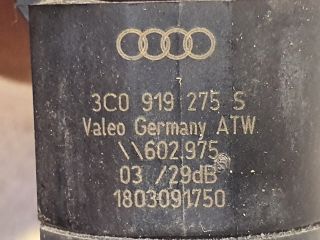 3C0 919 275 S
Valeo Germany ATW
\\602.975
03 /29dB
1803091750